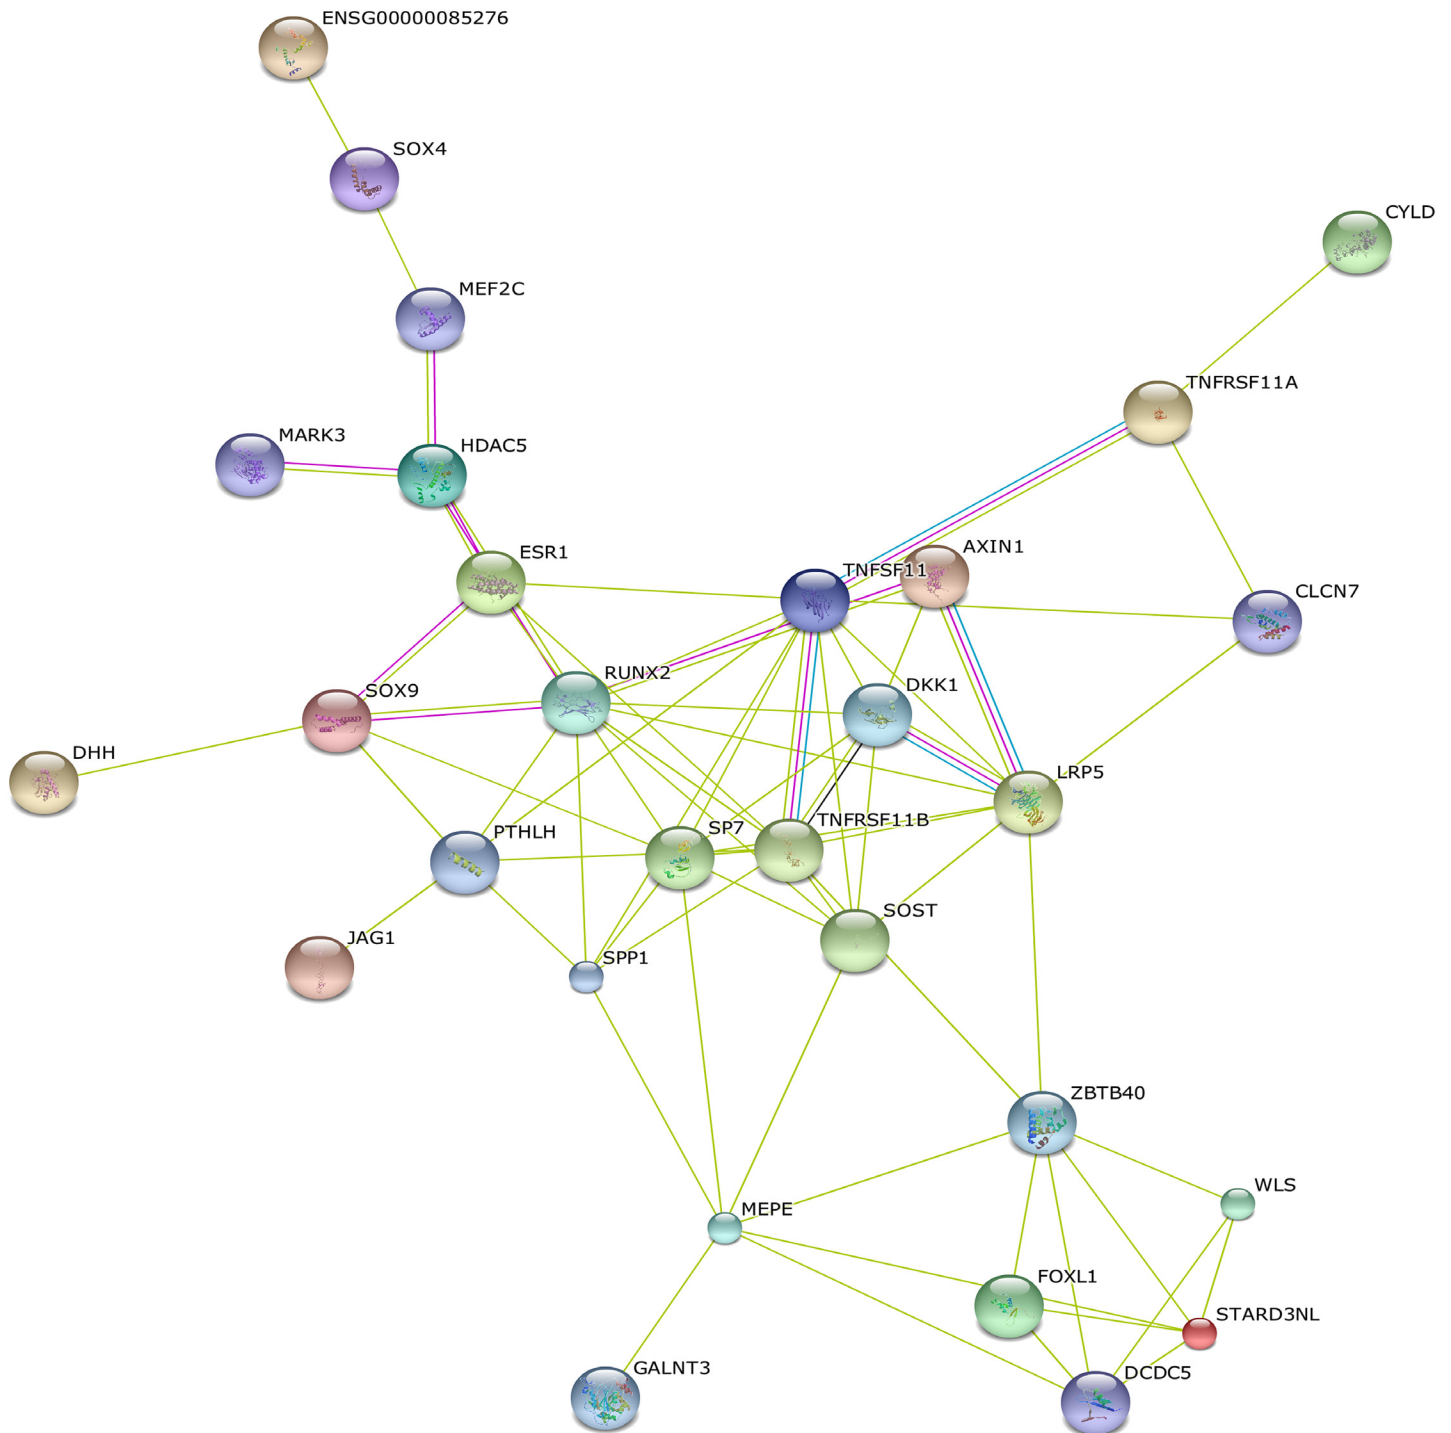 ENSG00000085276
SOX4
CYLD
MEF2C
TNFRSF11A
MARK3
HDAC5
ESR1
AXIN1
TNFSF11
CLCN7
RUNX2
SOX9
DKK1
DHH
LRP5
PTHLH
SP7
TNFRSF11B
SOST
JAG1
SPP1
ZBTB40
WLS
MEPE
FOXL1
STARD3NL
GALNT3
DCDC5